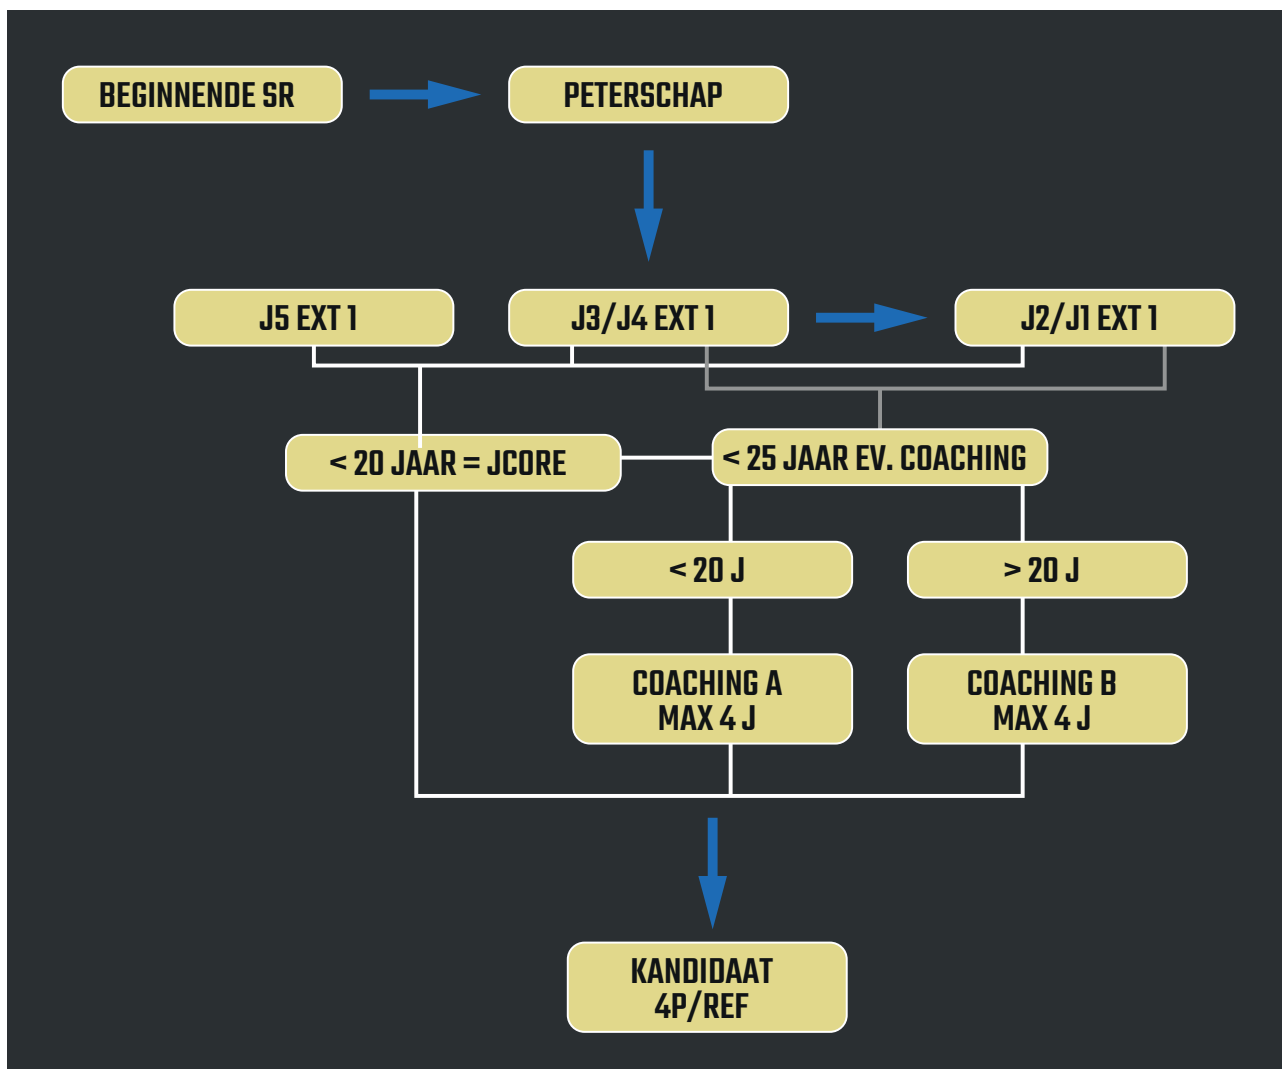 BEGINNENDE SR
PETERSCHAP
J5 EXT 1
J3/J4 EXT 1
J2/J1 EXT 1
< 20 JAAR = JCORE
< 25 JAAR EV. COACHING
< 20 J
> 20 J
COACHING A
MAX 4 J
COACHING B
MAX 4 J
KANDIDAAT
4P/REF